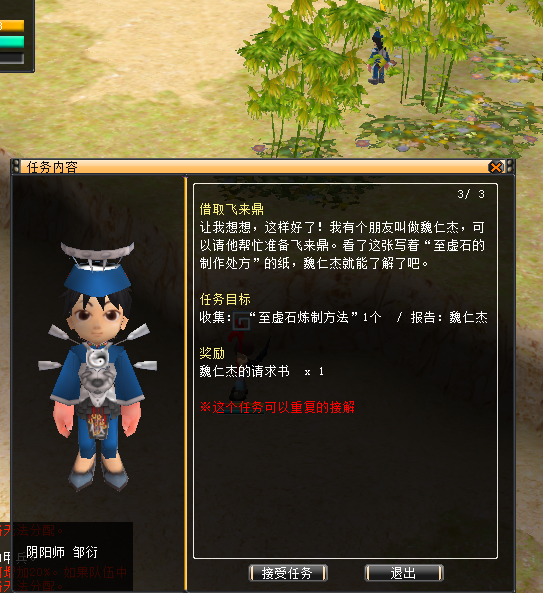 任务内容
3/ 3
借取飞来鼎
让我想想，这样好了！我有个朋友叫做魏仁杰，可
以请他帮忙准备飞来鼎。看了这张写着“至虚石的
制作处方”的纸，魏仁杰就能了解了吧。
任务目标
收集: “至虚石炼制方法”1个 / 报告: 魏仁杰
奖励
魏仁杰的请求书 x 1
※这个任务可以重复的接解
阴阳师 邹衍
接受任务
退出